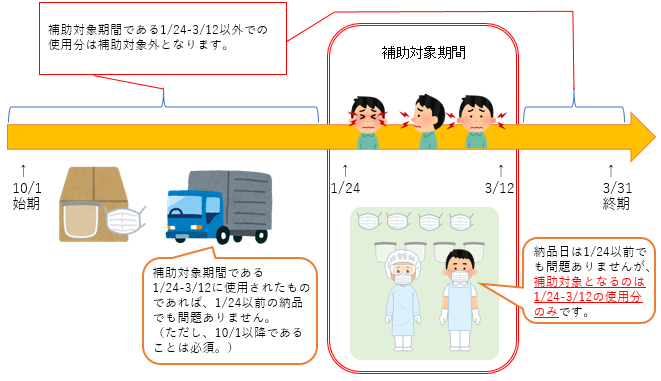 補助対象期間である1/24-3/12以外での
使用分は補助対象外となります。
補助対象期間
↑
10/1
始期
↑
1/24
↑
3/12
↑
3/31
終期
補助対象期間である
1/24-3/12に使用されたもの
であれば、1/24以前の納品
でも問題ありません。
（ただし、10/1以降である
ことは必須。）
納品日は1/24以前で
も問題ありませんが、
補助対象となるのは
1/24-3/12の使用分
のみです。